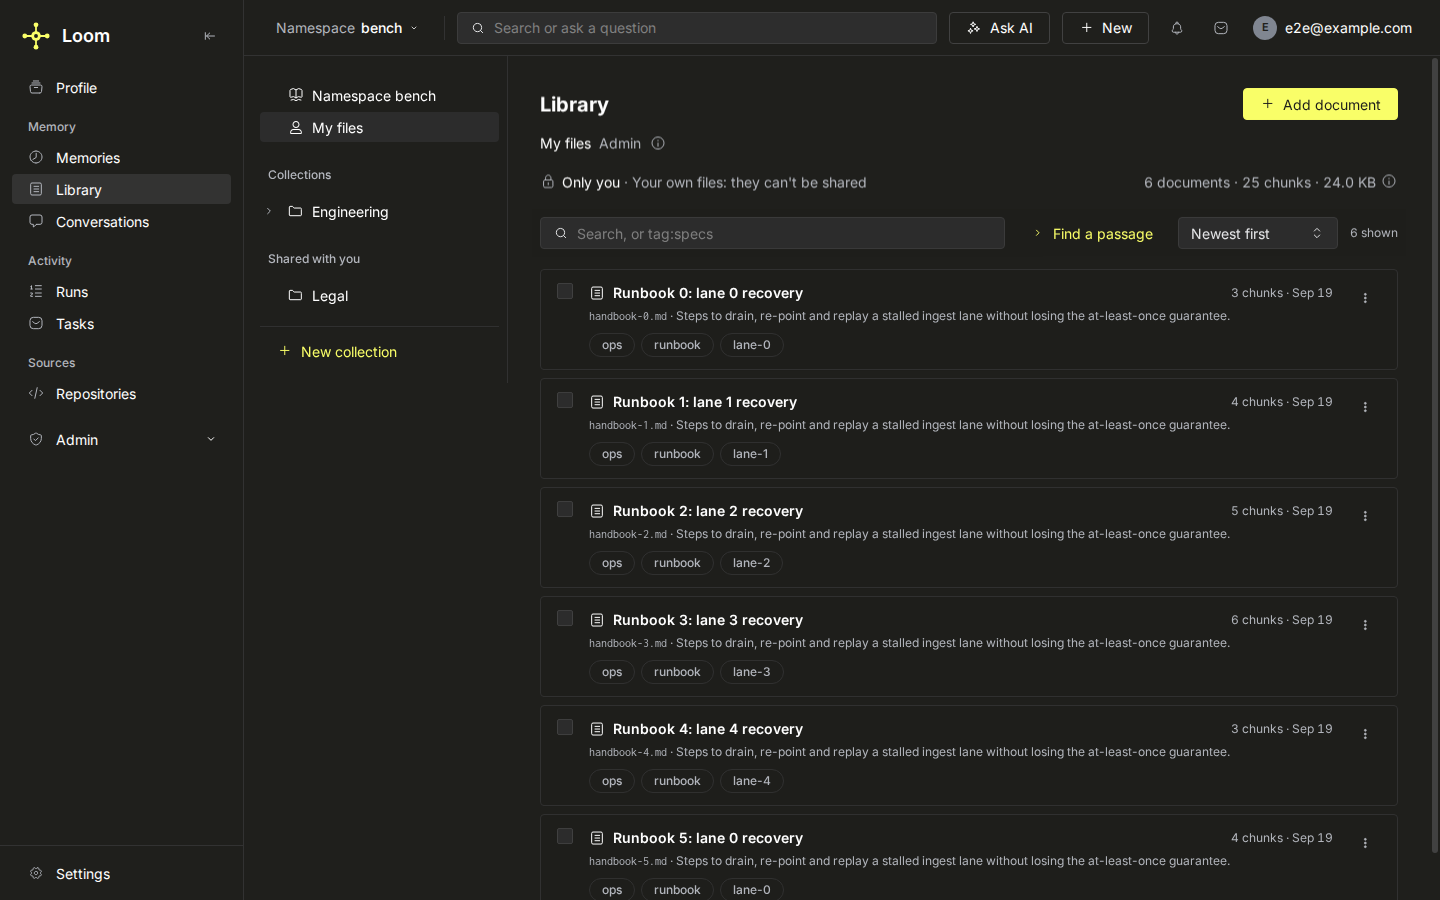 Loom
Profile
Memory
Memories
Library
Conversations
Activity
Runs
Tasks
Sources
Repositories
Admin
Settings
Namespace bench
Search or ask a question
Ask AI
New
E e2e@example.com
Namespace bench
My files
Collections
Engineering
Shared with you
Legal
New collection
Library
Add document
My files Admin
Only you · Your own files: they can't be shared
6 documents · 25 chunks · 24.0 KB
Search, or tag:specs
Find a passage
Newest first
6 shown
Runbook 0: lane 0 recovery
3 chunks · Sep 19
handbook-0.md · Steps to drain, re-point and replay a stalled ingest lane without losing the at-least-once guarantee.
ops runbook lane-0
Runbook 1: lane 1 recovery
4 chunks · Sep 19
handbook-1.md · Steps to drain, re-point and replay a stalled ingest lane without losing the at-least-once guarantee.
ops runbook lane-1
Runbook 2: lane 2 recovery
5 chunks · Sep 19
handbook-2.md · Steps to drain, re-point and replay a stalled ingest lane without losing the at-least-once guarantee.
ops runbook lane-2
Runbook 3: lane 3 recovery
6 chunks · Sep 19
handbook-3.md · Steps to drain, re-point and replay a stalled ingest lane without losing the at-least-once guarantee.
ops runbook lane-3
Runbook 4: lane 4 recovery
3 chunks · Sep 19
handbook-4.md · Steps to drain, re-point and replay a stalled ingest lane without losing the at-least-once guarantee.
ops runbook lane-4
Runbook 5: lane 0 recovery
4 chunks · Sep 19
handbook-5.md · Steps to drain, re-point and replay a stalled ingest lane without losing the at-least-once guarantee.
ops runbook lane-0